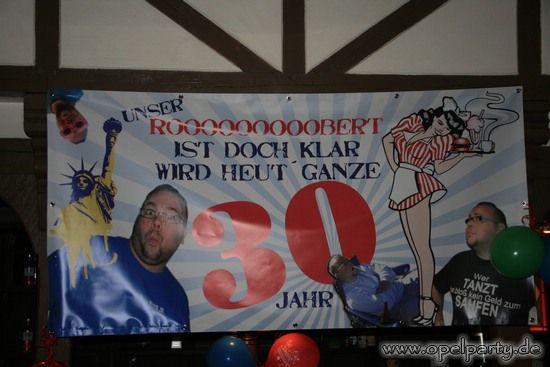 UNSER
ROOOOOOOOOBERT
IST DOCH KLAR
WIRD HEUT´ GANZE
30
JAHR
Wer
TANZT
hat bloß kein Geld zum
SAUFEN
www.opelparty.de